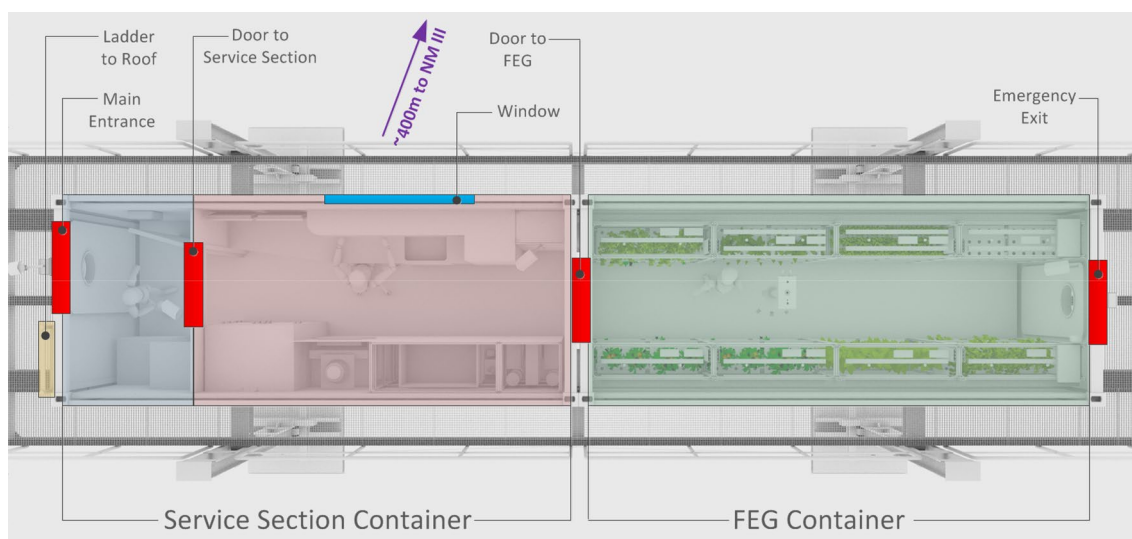 Ladder
to Roof
Door to
Service Section
~400m to NM III
Door to
FEG
Main
Entrance
Window
Emergency
Exit
Service Section Container
FEG Container